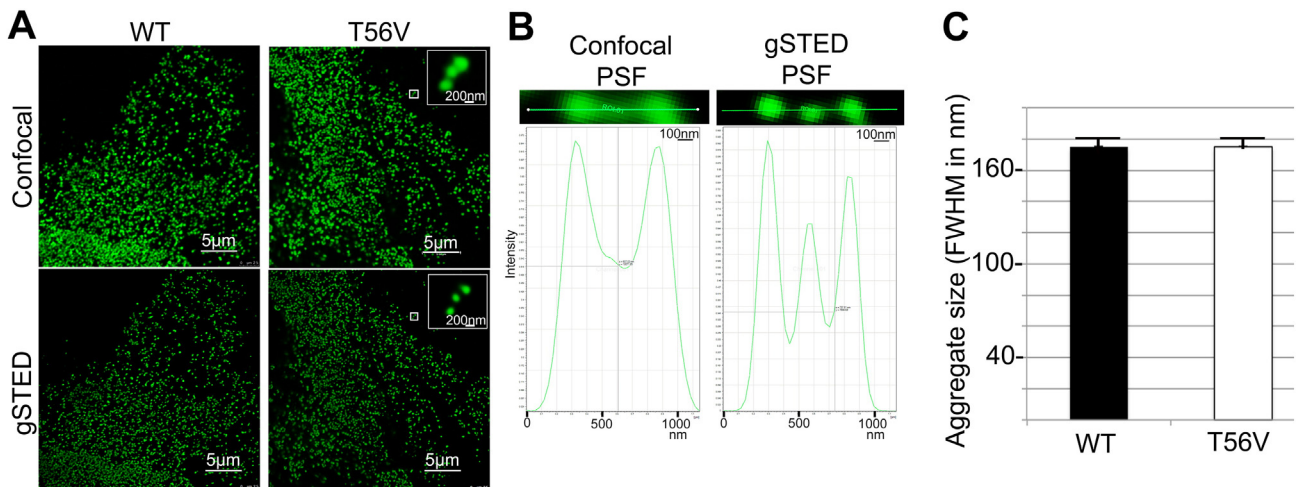 A
WT
T56V
Confocal
200nm
5µm
5µm
gSTED
200nm
5µm
5µm
B
Confocal
PSF
gSTED
PSF
100nm
100nm
Intensity
0
500
1000
nm
0
500
1000
nm
C
Aggregate size (FWHM in nm)
160
100
40
WT
T56V